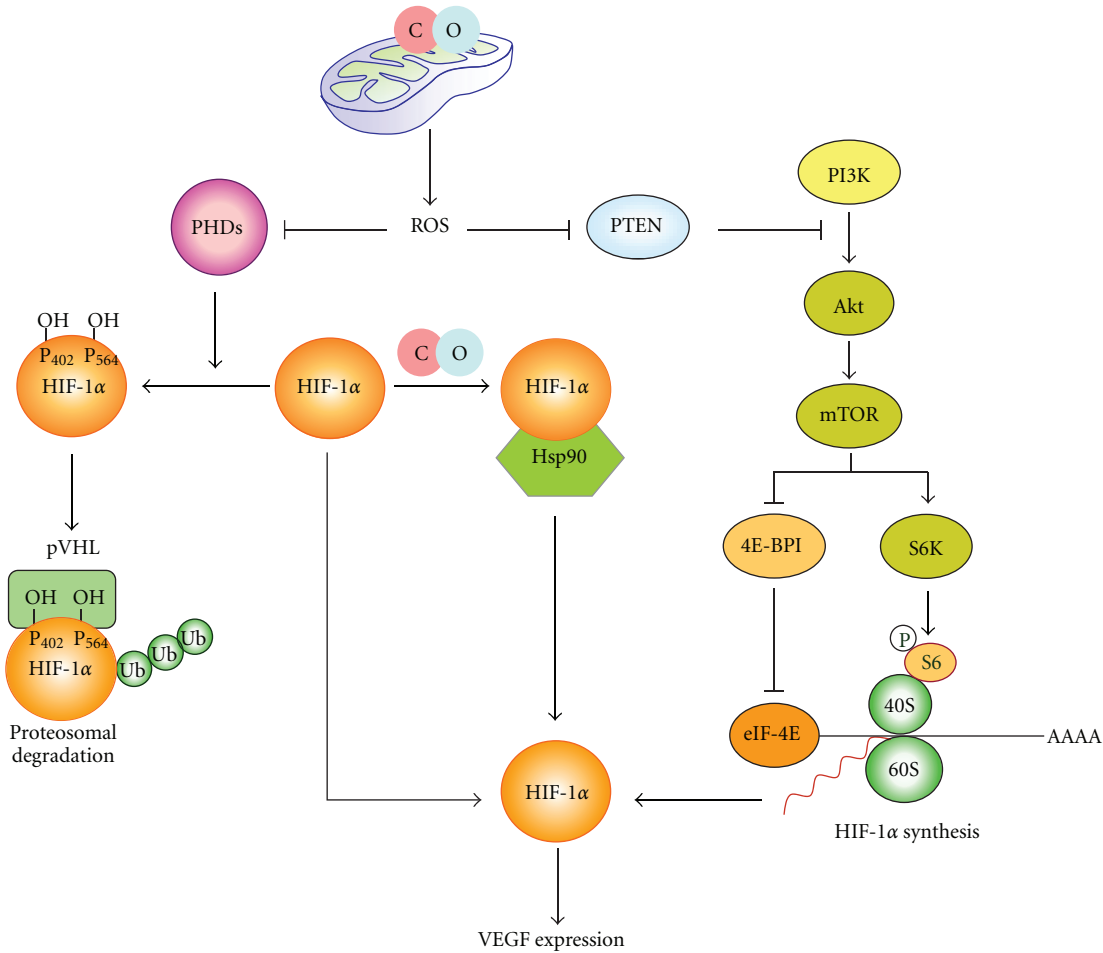 C O
PI3K
PHDs
ROS
PTEN
Akt
OH OH
P402 P564
HIF-1α
HIF-1α
C O
HIF-1α
Hsp90
mTOR
4E-BPI
S6K
pVHL
OH OH
P402 P564
HIF-1α
Ub
Ub
Ub
Proteosomal
degradation
P
S6
40S
eIF-4E
AAAA
60S
HIF-1α
HIF-1α synthesis
VEGF expression